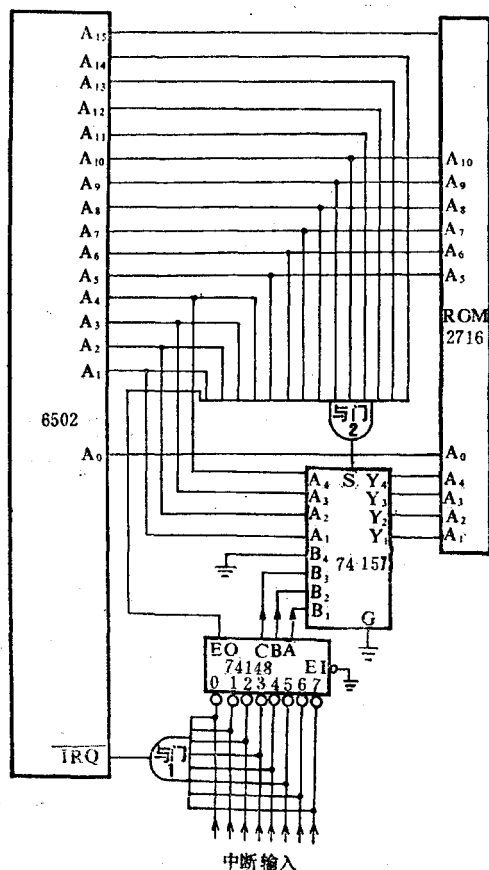 A₁₅
A₁₄
A₁₃
A₁₂
A₁₁
A₁₀ A₁₀
A₉ A₉
A₈ A₈
A₇ A₇
A₆ A₆
A₅ A₅
A₄
A₃
A₂
A₁
ROM
2716
6502
与门
2
A₀ A₀
A₄ S Y₄ A₄
A₃ Y₃ A₃
A₂ Y₂ A₂
A₁ Y₁ A₁
B₄
B₃ 74157
B₂
B₁
G
EO CBA EI
74148
0 1 2 3 4 5 6 7
IRQ
与门
1
中断输入